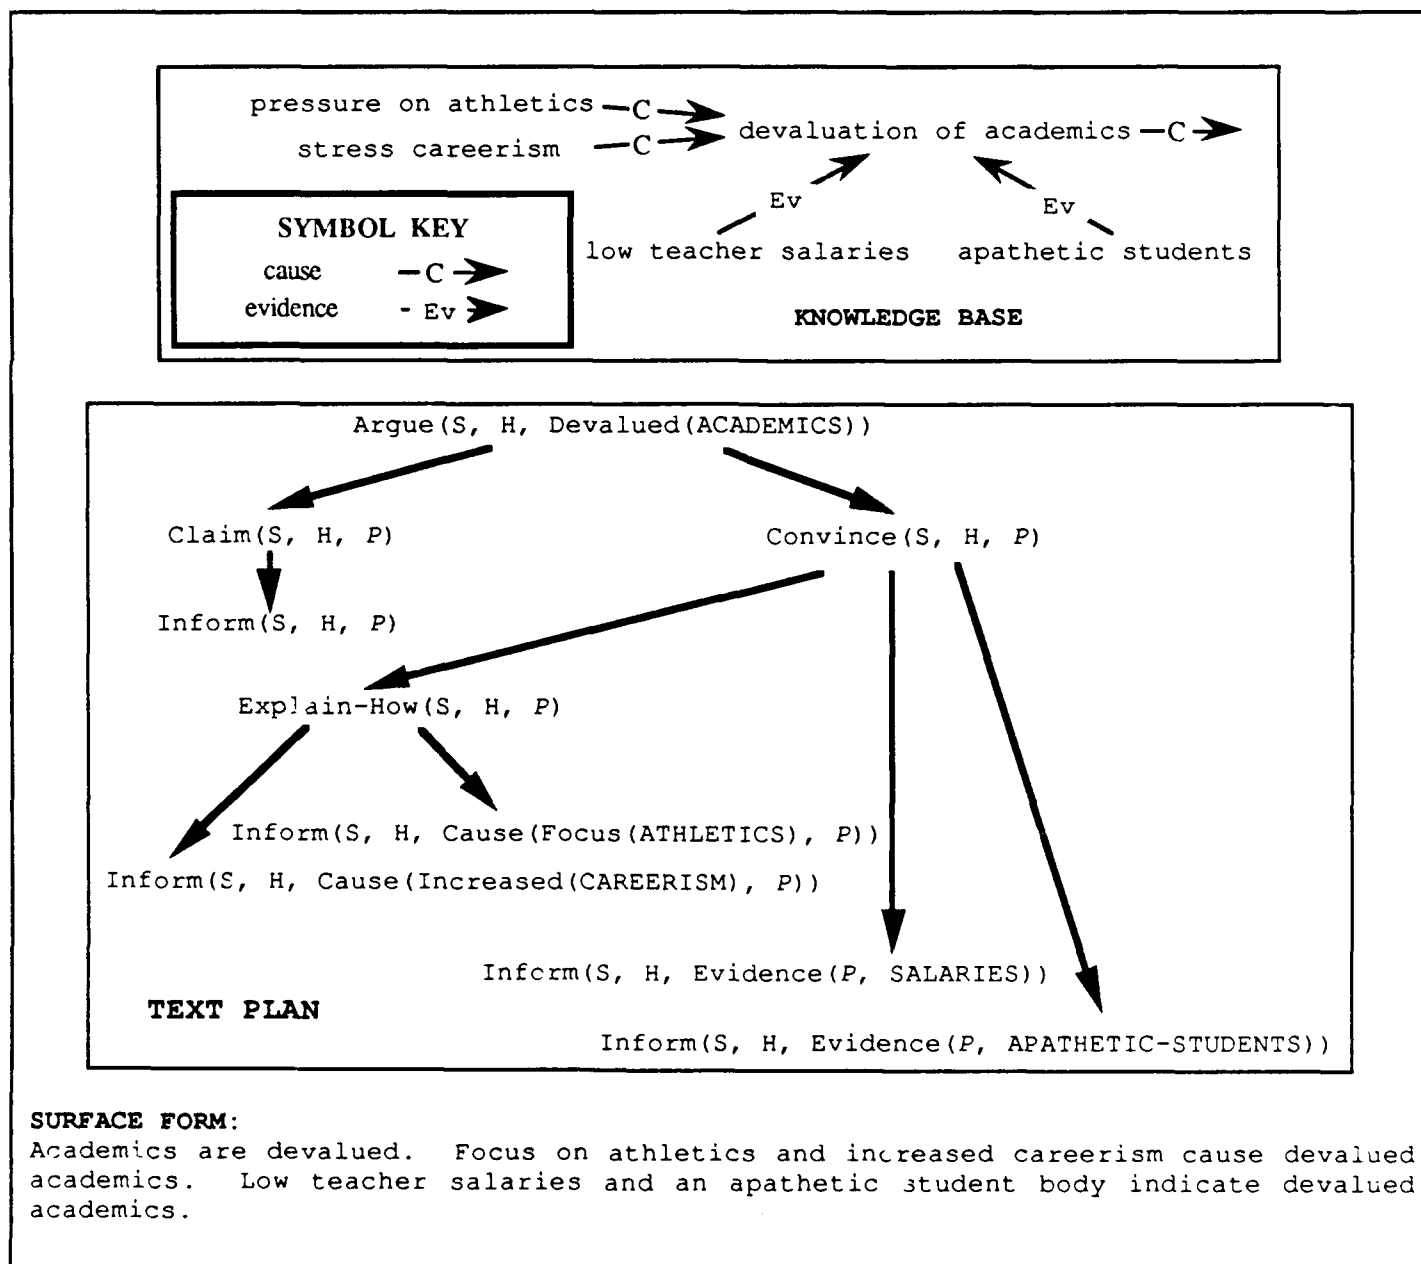 pressure on athletics —C→
stress careerism —C→
devaluation of academics —C→
Ev
Ev
low teacher salaries apathetic students
SYMBOL KEY
cause —C→
evidence - Ev→
KNOWLEDGE BASE
Argue(S, H, Devalued(ACADEMICS))
Claim(S, H, P)
Convince(S, H, P)
Inform(S, H, P)
Explain-How(S, H, P)
Inform(S, H, Cause(Focus(ATHLETICS), P))
Inform(S, H, Cause(Increased(CAREERISM), P))
Inform(S, H, Evidence(P, SALARIES))
TEXT PLAN
Inform(S, H, Evidence(P, APATHETIC-STUDENTS))
SURFACE FORM:
Academics are devalued. Focus on athletics and increased careerism cause devalued
academics. Low teacher salaries and an apathetic student body indicate devalued
academics.